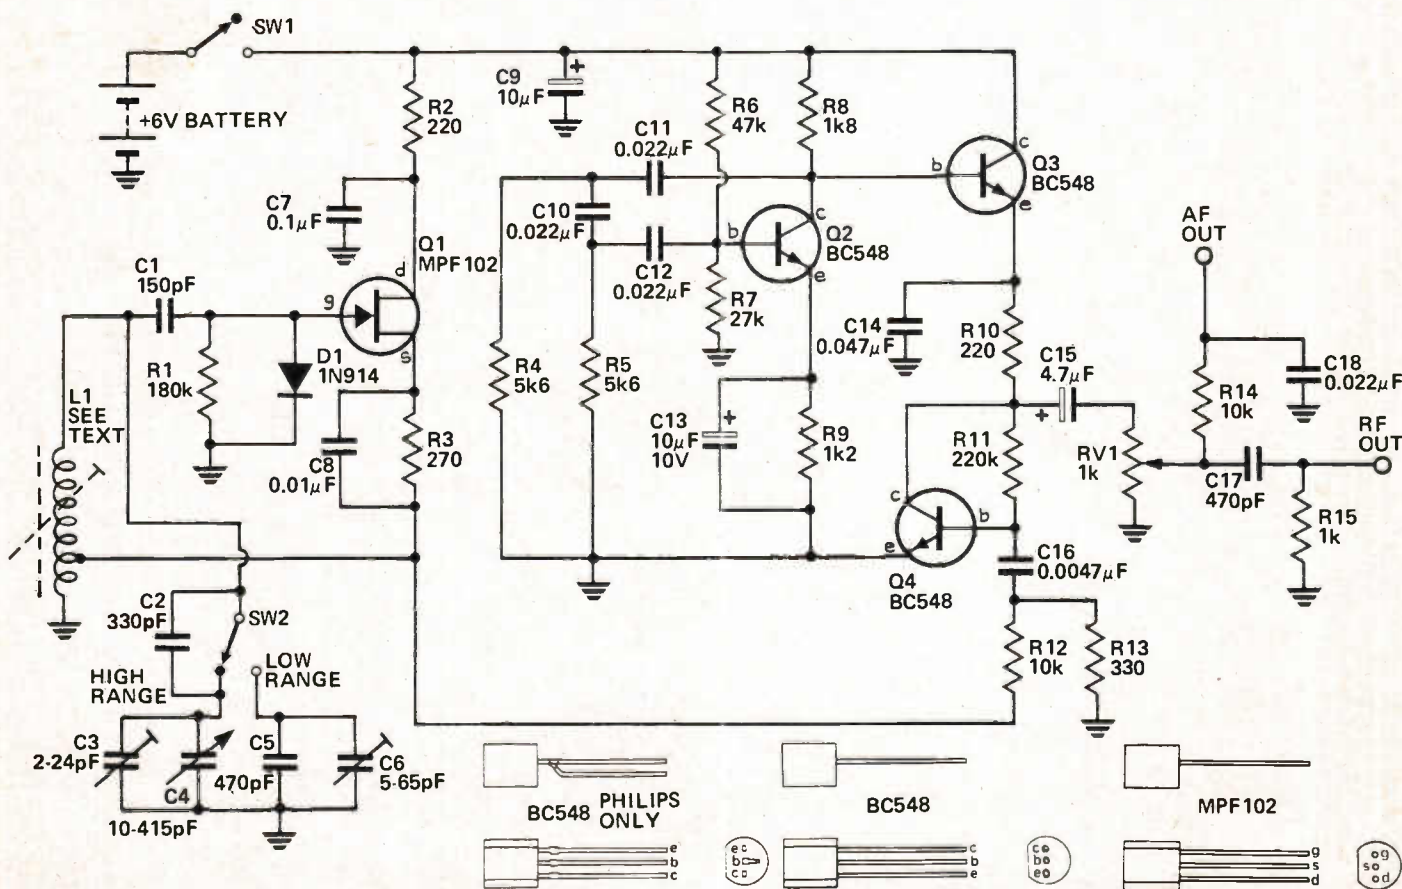 SW1
+6V BATTERY
R2
220
C9
+
10µF
R6
47k
R8
1k8
C11
0.022µF
C7
0.1µF
C10
0.022µF
C12
0.022µF
b
c
e
Q2
BC548
b
c
e
Q3
BC548
Q1
MPF102
d
g
s
C1
150pF
R1
180k
D1
1N914
L1
SEE
TEXT
C8
0.01µF
R3
270
R4
5k6
R5
5k6
R7
27k
C13
10µF
10V
+
R9
1k2
C14
0.047µF
R10
220
C15
4.7µF
+
R11
220k
RV1
1k
AF
OUT
R14
10k
C18
0.022µF
RF
OUT
C17
470pF
R15
1k
c
b
e
Q4
BC548
C16
0.0047µF
R12
10k
R13
330
C2
330pF
SW2
HIGH
RANGE
LOW
RANGE
C3
2-24pF
C4
10-415pF
C5
470pF
C6
5-65pF
BC548 PHILIPS
ONLY
BC548
MPF102
e
b
c
e
b
c
c
b
e
c
b
e
g
s
d
g
s
d